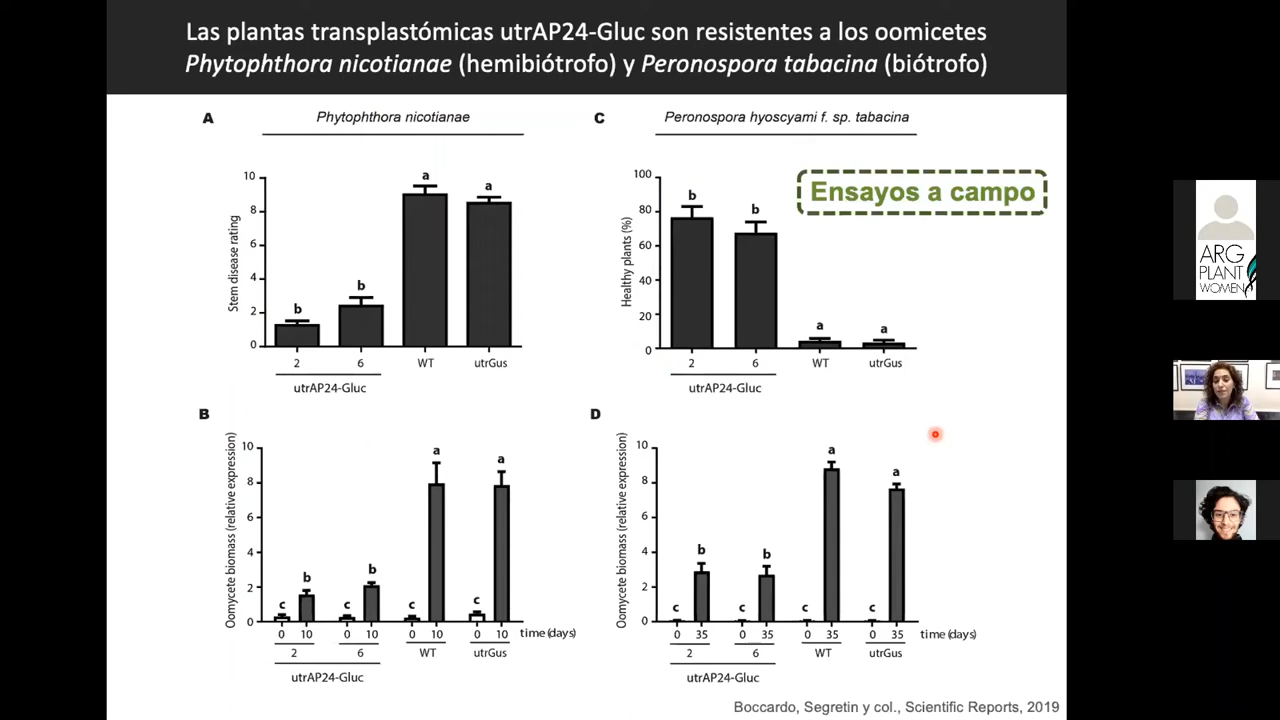 Las plantas transplastómicas utrAP24-Gluc son resistentes a los oomicetes
Phytophthora nicotianae (hemibiótrofo) y Peronospora tabacina (biótrofo)
A
Phytophthora nicotianae
Stem disease rating
10
8
6
4
2
0
b
b
a
a
2
6
WT
utrGus
utrAP24-Gluc
C
Peronospora hyoscyami f. sp. tabacina
Ensayos a campo
Healthy plants (%)
100
80
60
40
20
0
b
b
a
a
2
6
WT
utrGus
utrAP24-Gluc
B
Oomycete biomass (relative expression)
10
8
6
4
2
0
c
b
c
b
c
a
c
a
0 10 0 10 0 10 0 10 time (days)
2 6 WT utrGus
utrAP24-Gluc
D
Oomycete biomass (relative expression)
10
8
6
4
2
0
c
b
c
b
c
a
c
a
0 35 0 35 0 35 0 35 time (days)
2 6 WT utrGus
utrAP24-Gluc
Boccardo, Segretin y col., Scientific Reports, 2019
ARG
PLANT
WOMEN